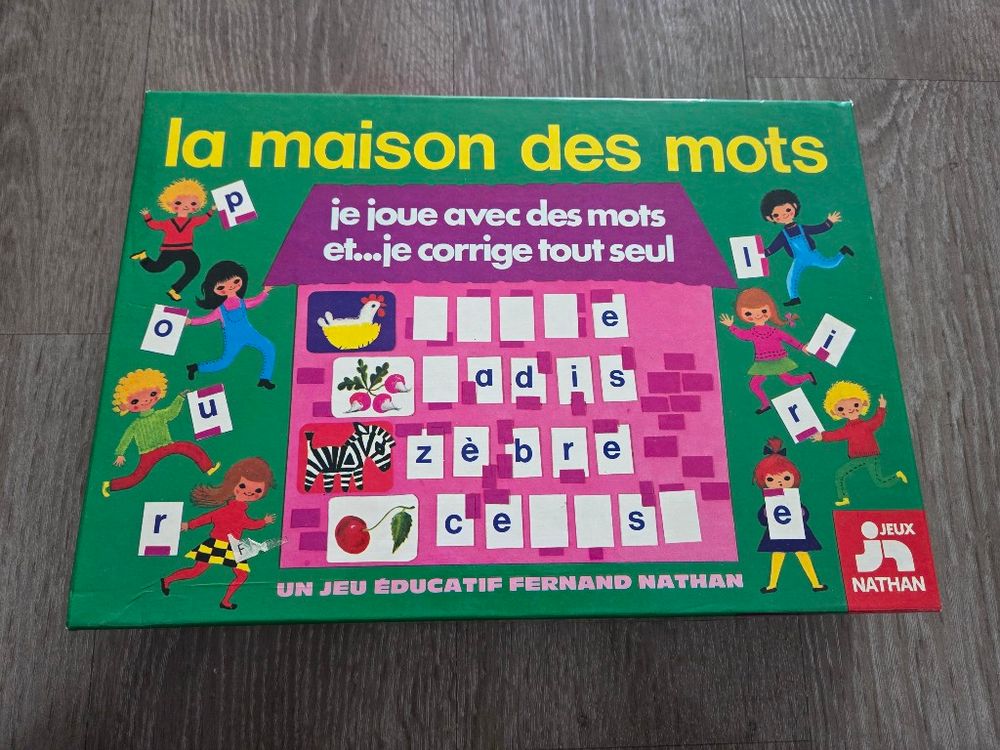 la maison des mots
je joue avec des mots
et...je corrige tout seul
p
l
o
e
i
adis
u
r
zèbre
r
ce s
e
F
UN JEU ÉDUCATIF FERNAND NATHAN
JEUX
jn
NATHAN